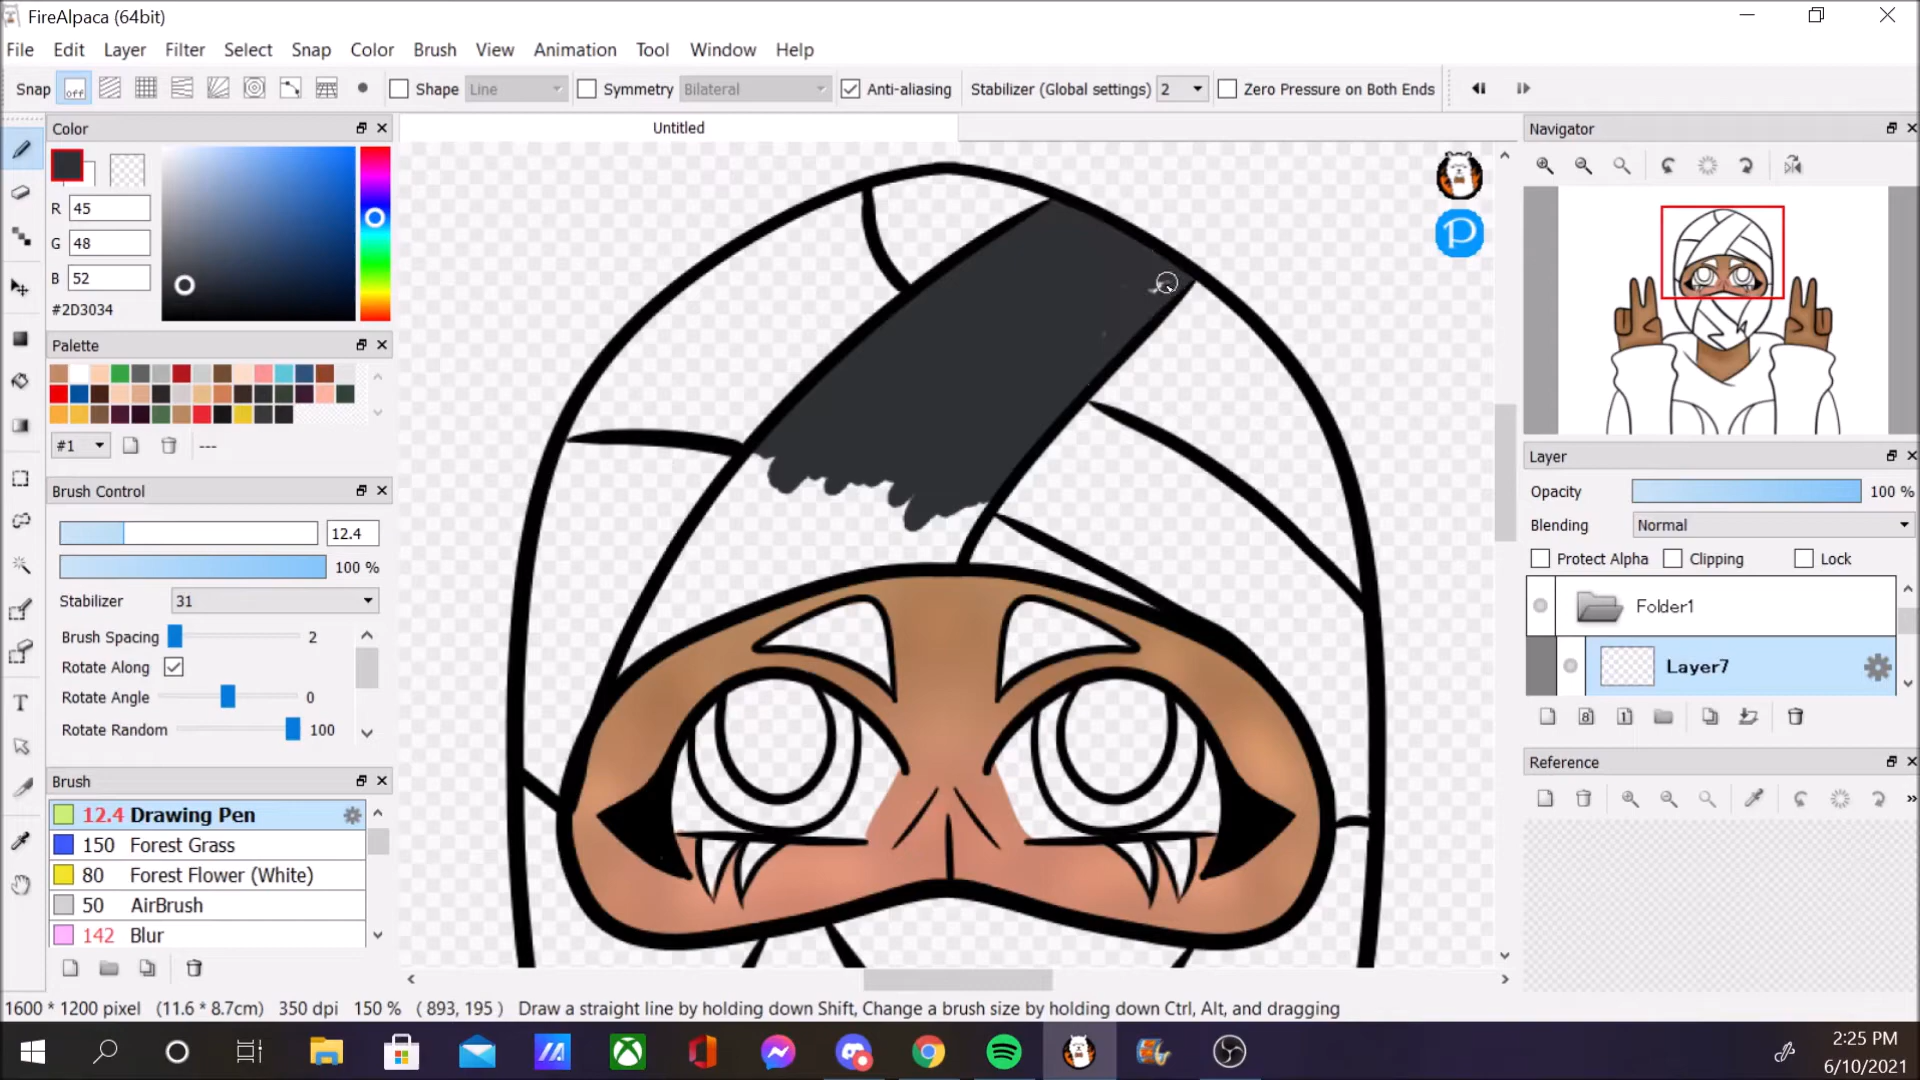 FireAlpaca (64bit)
File Edit Layer Filter Select Snap Color Brush View Animation Tool Window Help
Snap off Shape Line Symmetry Bilateral Anti-aliasing Stabilizer (Global settings) 2 Zero Pressure on Both Ends
Color
Untitled
Navigator
R 45
G 48
B 52
#2D3034
Palette
#1 ---
Brush Control
12.4
100 %
Stabilizer 31
Brush Spacing 2
Rotate Along
Rotate Angle 0
Rotate Random 100
Brush
12.4 Drawing Pen
150 Forest Grass
80 Forest Flower (White)
50 AirBrush
142 Blur
P
Layer
Opacity 100 %
Blending Normal
Protect Alpha Clipping Lock
Folder1
Layer7
8 1
Reference
1600 * 1200 pixel (11.6 * 8.7cm) 350 dpi 150 % ( 893, 195 ) Draw a straight line by holding down Shift, Change a brush size by holding down Ctrl, Alt, and dragging
2:25 PM
6/10/2021